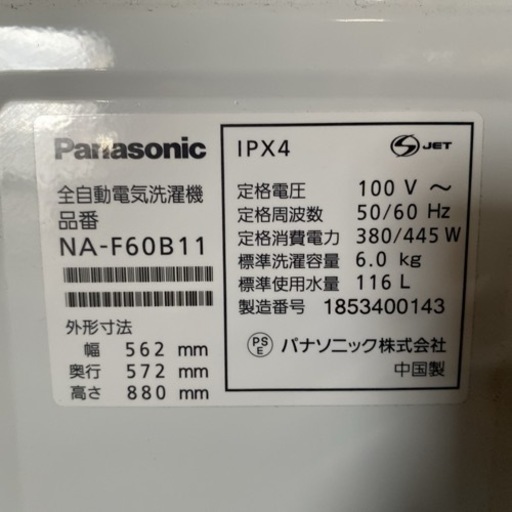 Panasonic
全自動電気洗濯機
品番
NA-F60B11
外形寸法
幅 562 mm
奥行 572 mm
高さ 880 mm
IPX4
JET
定格電圧 100 V ～
定格周波数 50/60 Hz
定格消費電力 380/445 W
標準洗濯容量 6.0 kg
標準使用水量 116 L
製造番号 1853400143
PS
E
パナソニック株式会社
中国製